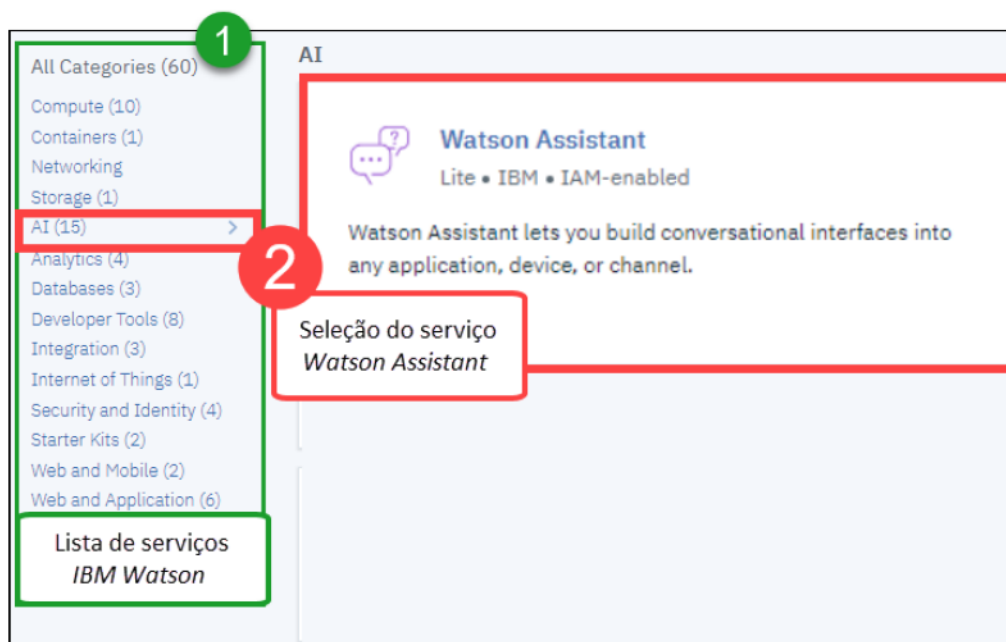 1
All Categories (60)
Compute (10)
Containers (1)
Networking
Storage (1)
AI (15)
Analytics (4)
Databases (3)
Developer Tools (8)
Integration (3)
Internet of Things (1)
Security and Identity (4)
Starter Kits (2)
Web and Mobile (2)
Web and Application (6)
Lista de serviços
IBM Watson
AI
Watson Assistant
Lite • IBM • IAM-enabled
Watson Assistant lets you build conversational interfaces into
any application, device, or channel.
2
Seleção do serviço
Watson Assistant